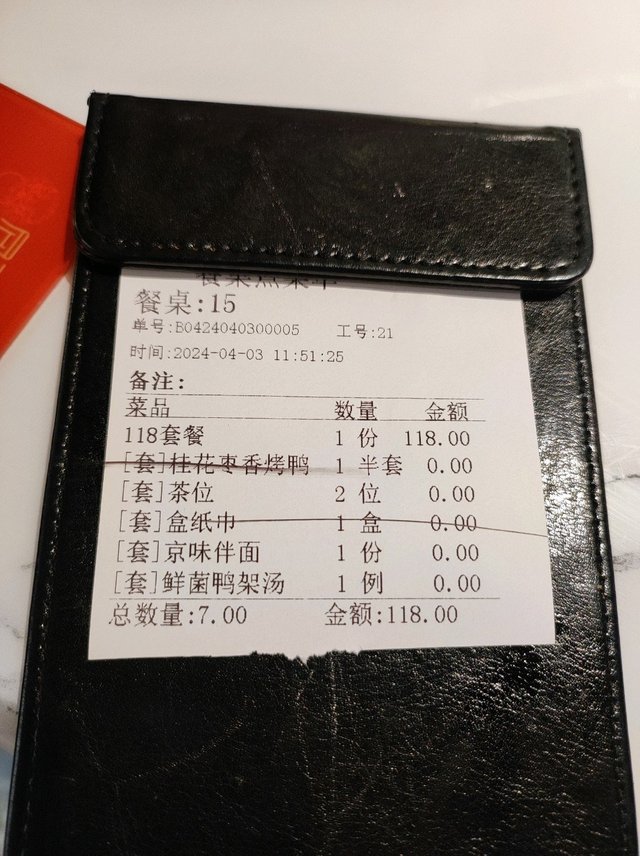 餐桌:15
单号:B0424040300005 工号:21
时间:2024-04-03 11:51:25
备注:
菜品 数量 金额
118套餐 1 份 118.00
[套]桂花枣香烤鸭 1 半套 0.00
[套]茶位 2 位 0.00
[套]盒纸巾 1 盒 0.00
[套]京味伴面 1 份 0.00
[套]鲜菌鸭架汤 1 例 0.00
总数量:7.00 金额:118.00